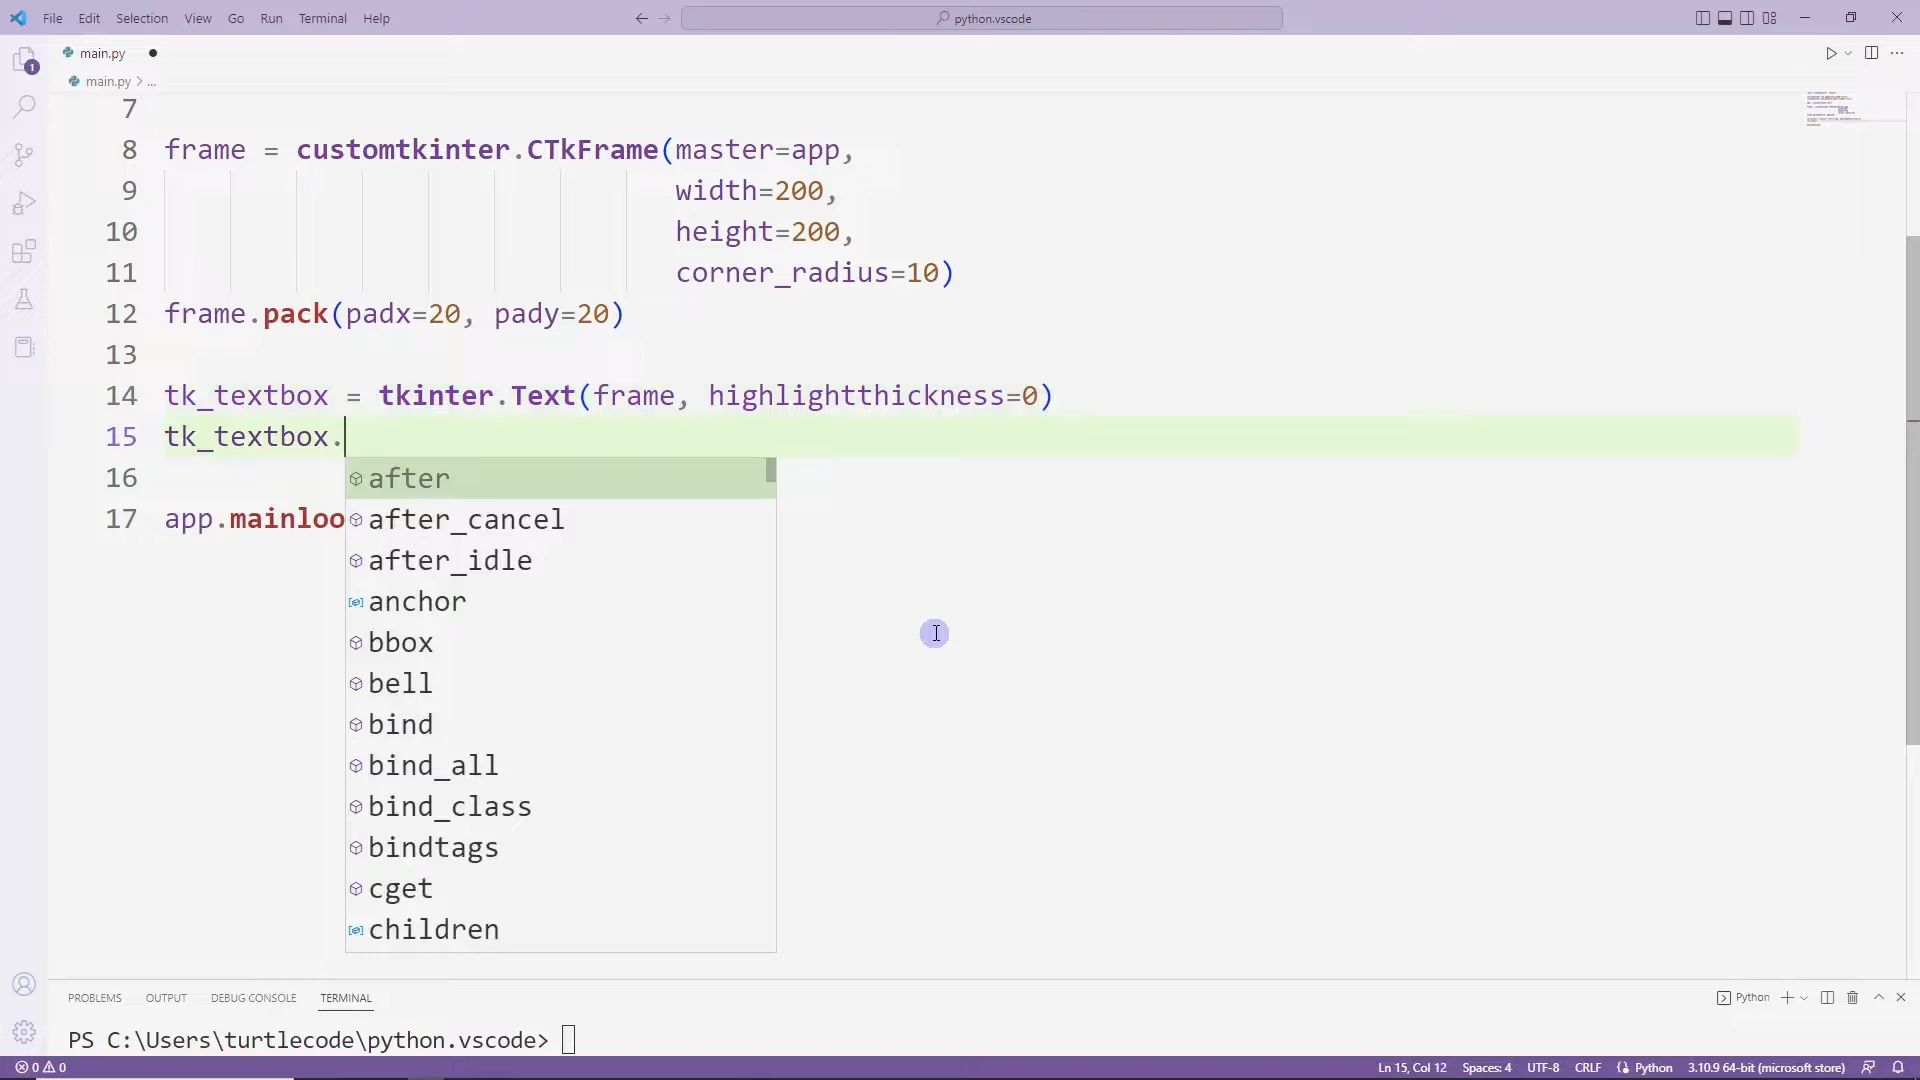 File Edit Selection View Go Run Terminal Help
python.vscode
main.py
main.py > ...
1
7
8 frame = customtkinter.CTkFrame(master=app,
9 width=200,
10 height=200,
11 corner_radius=10)
12 frame.pack(padx=20, pady=20)
13
14 tk_textbox = tkinter.Text(frame, highlightthickness=0)
15 tk_textbox.
16
17 app.mainloo
after
after_cancel
after_idle
anchor
bbox
bell
bind
bind_all
bind_class
bindtags
cget
children
PROBLEMS OUTPUT DEBUG CONSOLE TERMINAL
Python
PS C:\Users\turtlecode\python.vscode>
0 0
Ln 15, Col 12 Spaces: 4 UTF-8 CRLF Python 3.10.9 64-bit (microsoft store)